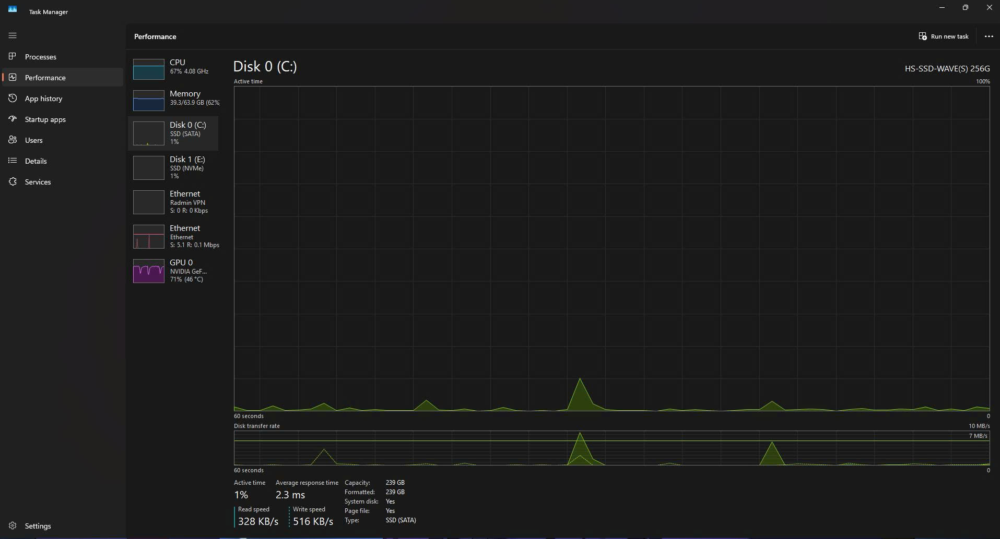 Task Manager
Performance
Run new task
Processes
Performance
App history
Startup apps
Users
Details
Services
Settings
CPU
67% 4.08 GHz
Memory
39.3/63.9 GB (62%
Disk 0 (C:)
SSD (SATA)
1%
Disk 1 (E:)
SSD (NVMe)
1%
Ethernet
Radmin VPN
S: 0 R: 0 Kbps
Ethernet
Ethernet
S: 5.1 R: 0.1 Mbps
GPU 0
NVIDIA GeF...
71% (46 °C)
Disk 0 (C:)
HS-SSD-WAVE(S) 256G
Active time
100%
60 seconds
0
Disk transfer rate
10 MB/s
7 MB/s
60 seconds
0
Active time
1%
Average response time
2.3 ms
Read speed
328 KB/s
Write speed
516 KB/s
Capacity: 239 GB
Formatted: 239 GB
System disk: Yes
Page file: Yes
Type: SSD (SATA)